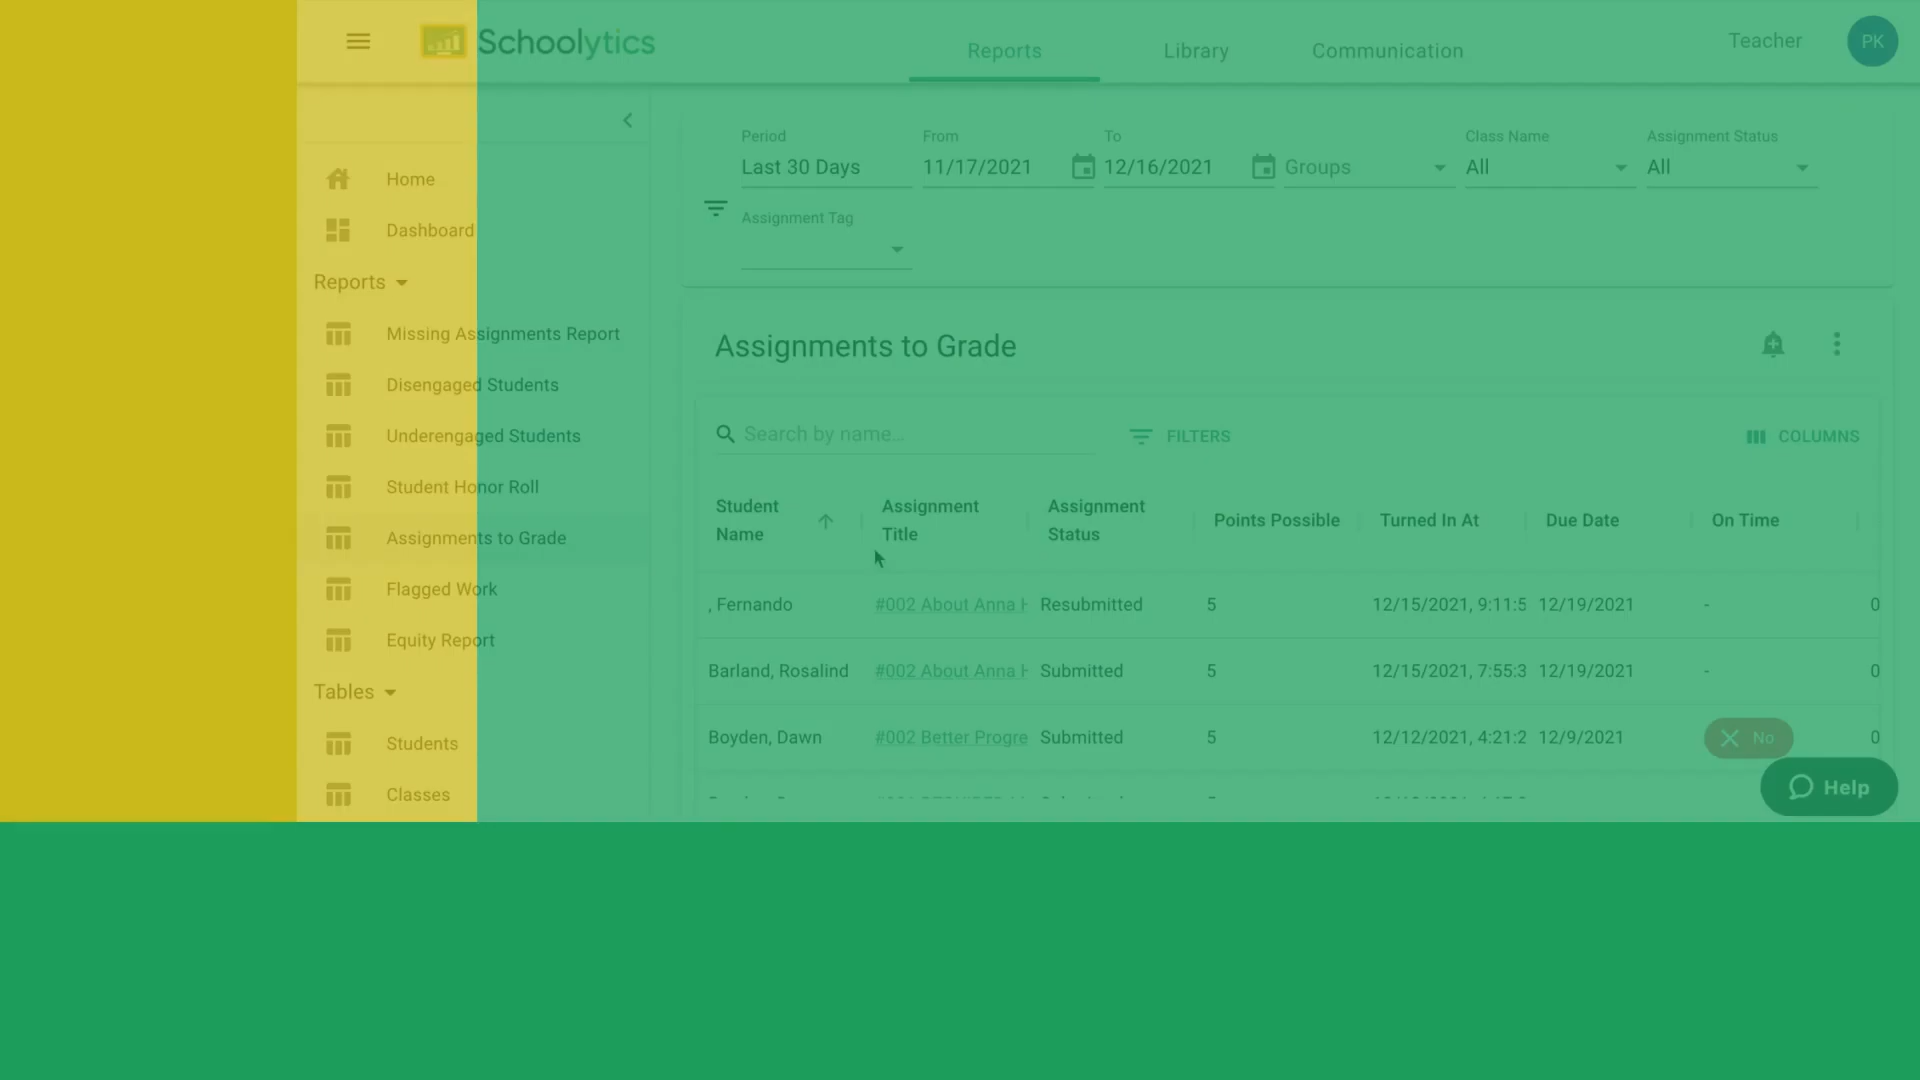 Schoolytics
Reports
Library
Communication
Teacher
PK
Home
Dashboard
Reports
Missing Assignments Report
Disengaged Students
Underengaged Students
Student Honor Roll
Assignments to Grade
Flagged Work
Equity Report
Tables
Students
Classes
Period
Last 30 Days
From
11/17/2021
To
12/16/2021
Groups
Class Name
All
Assignment Status
All
Assignment Tag
Assignments to Grade
Search by name...
FILTERS
COLUMNS
Student Name
Assignment Title
Assignment Status
Points Possible
Turned In At
Due Date
On Time
, Fernando #002 About Anna Resubmitted 5 12/15/2021, 9:11:5 12/19/2021 - 0
Barland, Rosalind #002 About Anna Submitted 5 12/15/2021, 7:55:3 12/19/2021 - 0
Boyden, Dawn #002 Better Progre Submitted 5 12/12/2021, 4:21:2 12/9/2021 No 0
Help